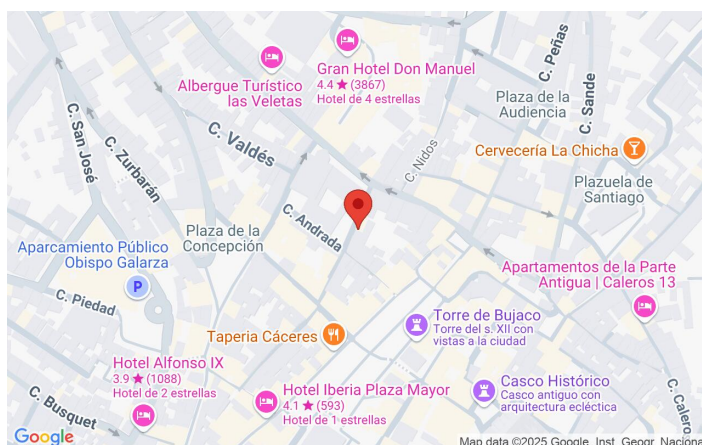 Gran Hotel Don Manuel
4.4 ★ (3867)
Hotel de 4 estrellas
Albergue Turístico
las Veletas
C. Peñas
Plaza de la
Audiencia
C. Sande
C. San José
C. Zurbarán
C. Valdés
C. Nidos
Cervecería La Chicha
Plazuela de
Santiago
C. Andrada
Plaza de la
Concepción
Aparcamiento Público
Obispo Galarza
P
C. Piedad
Apartamentos de la Parte
Antigua | Caleros 13
Torre de Bujaco
Torre del s. XII con
vistas a la ciudad
Taperia Cáceres
Hotel Alfonso IX
3.9 ★ (1088)
Hotel de 2 estrellas
Hotel Iberia Plaza Mayor
4.1 ★ (593)
Hotel de 1 estrellas
Casco Histórico
Casco antiguo con
arquitectura ecléctica
C. Calero
C. Busquet
Google
Map data ©2025 Google, Inst. Geogr. Naciona